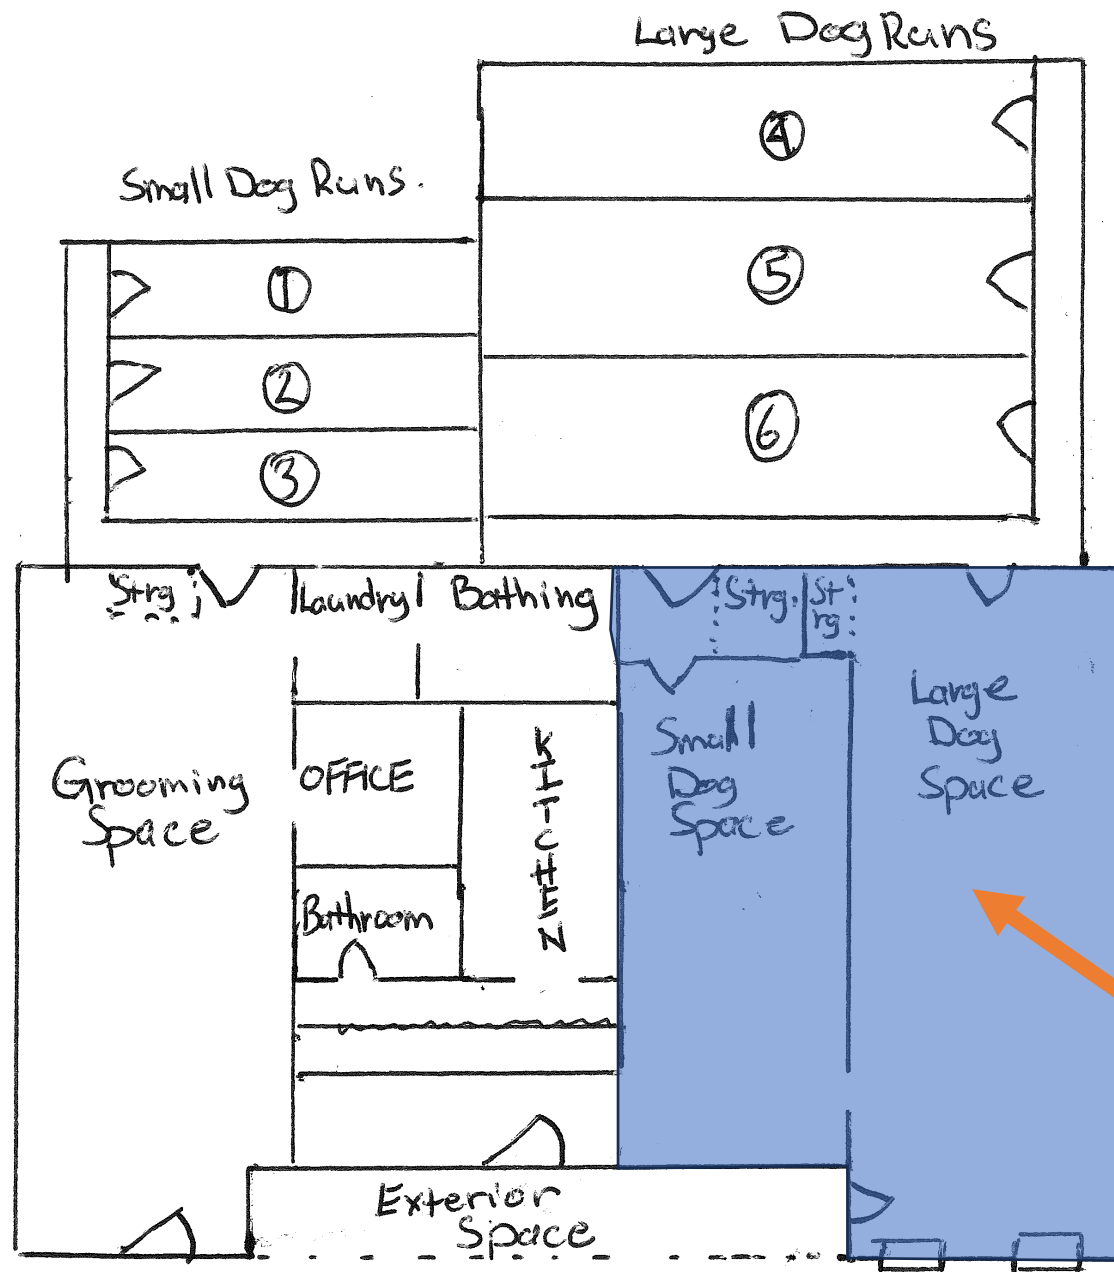 Large Dog Runs
4
Small Dog Runs.
5
1
2
6
3
Strg
Laundry
Bathing
Strg.
St
rg
Large
Dog
Space
Small
Dog
Space
KITCHEN
OFFICE
Grooming
Space
Bathroom
Exterior
Space